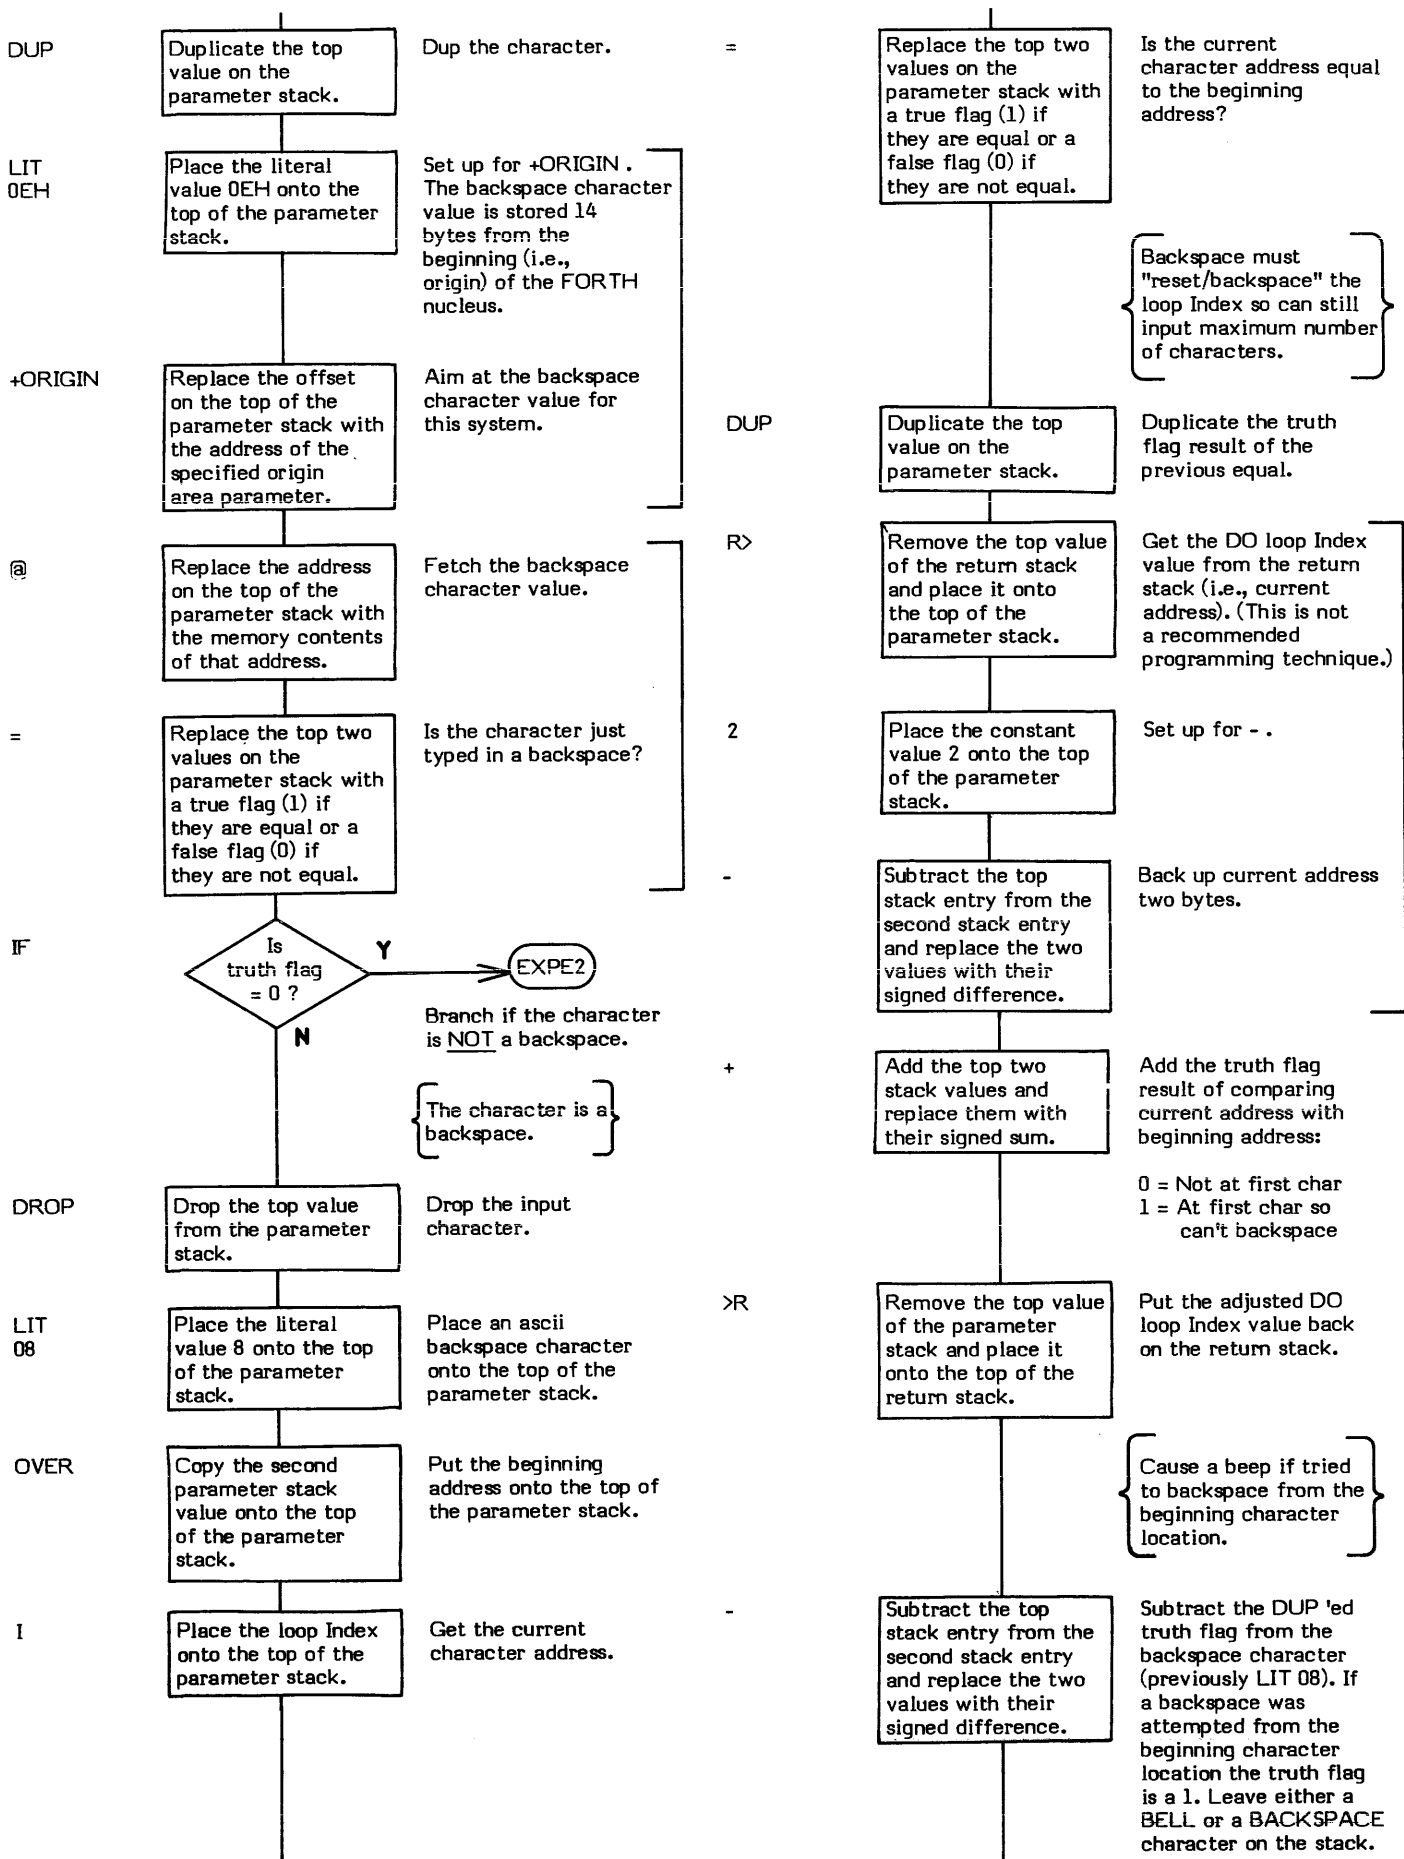 DUP
Duplicate the top
value on the
parameter stack.
Dup the character.
LIT
0EH
Place the literal
value 0EH onto the
top of the parameter
stack.
Set up for +ORIGIN .
The backspace character
value is stored 14
bytes from the
beginning (i.e.,
origin) of the FORTH
nucleus.
+ORIGIN
Replace the offset
on the top of the
parameter stack with
the address of the
specified origin
area parameter.
Aim at the backspace
character value for
this system.
@
Replace the address
on the top of the
parameter stack with
the memory contents
of that address.
Fetch the backspace
character value.
=
Replace the top two
values on the
parameter stack with
a true flag (1) if
they are equal or a
false flag (0) if
they are not equal.
Is the character just
typed in a backspace?
IF
Is
truth flag
= 0 ?
Y
EXPE2
N
Branch if the character
is NOT a backspace.
The character is a
backspace.
DROP
Drop the top value
from the parameter
stack.
Drop the input
character.
LIT
08
Place the literal
value 8 onto the top
of the parameter
stack.
Place an ascii
backspace character
onto the top of the
parameter stack.
OVER
Copy the second
parameter stack
value onto the top
of the parameter
stack.
Put the beginning
address onto the top of
the parameter stack.
I
Place the loop Index
onto the top of the
parameter stack.
Get the current
character address.
=
Replace the top two
values on the
parameter stack with
a true flag (1) if
they are equal or a
false flag (0) if
they are not equal.
Is the current
character address equal
to the beginning
address?
Backspace must
"reset/backspace" the
loop Index so can still
input maximum number
of characters.
DUP
Duplicate the top
value on the
parameter stack.
Duplicate the truth
flag result of the
previous equal.
R>
Remove the top value
of the return stack
and place it onto
the top of the
parameter stack.
Get the DO loop Index
value from the return
stack (i.e., current
address). (This is not
a recommended
programming technique.)
2
Place the constant
value 2 onto the top
of the parameter
stack.
Set up for - .
-
Subtract the top
stack entry from the
second stack entry
and replace the two
values with their
signed difference.
Back up current address
two bytes.
+
Add the top two
stack values and
replace them with
their signed sum.
Add the truth flag
result of comparing
current address with
beginning address:
0 = Not at first char
1 = At first char so
can't backspace
>R
Remove the top value
of the parameter
stack and place it
onto the top of the
return stack.
Put the adjusted DO
loop Index value back
on the return stack.
Cause a beep if tried
to backspace from the
beginning character
location.
-
Subtract the top
stack entry from the
second stack entry
and replace the two
values with their
signed difference.
Subtract the DUP 'ed
truth flag from the
backspace character
(previously LIT 08). If
a backspace was
attempted from the
beginning character
location the truth flag
is a 1. Leave either a
BELL or a BACKSPACE
character on the stack.